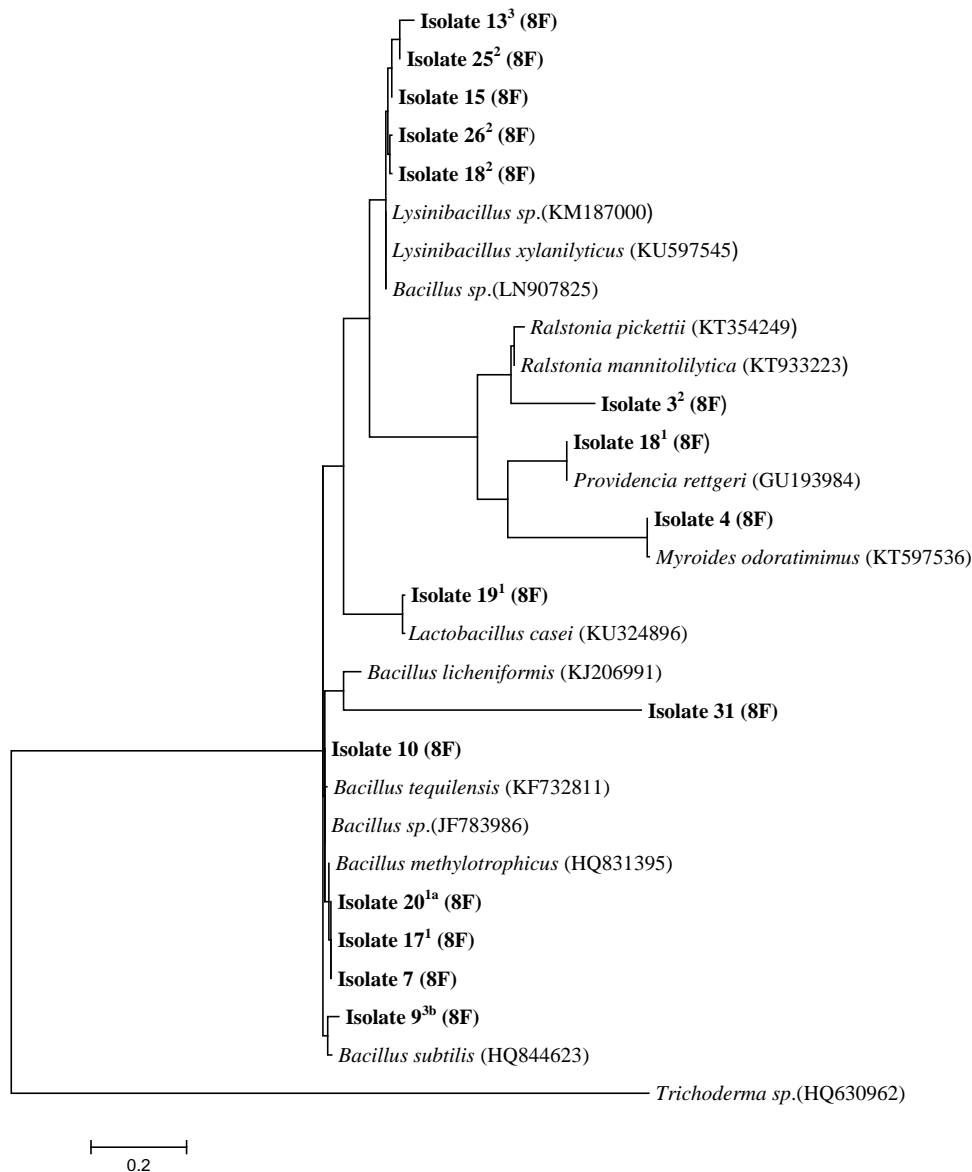 Isolate 13³ (8F)
Isolate 25² (8F)
Isolate 15 (8F)
Isolate 26² (8F)
Isolate 18² (8F)
Lysinibacillus sp.(KM187000)
Lysinibacillus xylanilyticus (KU597545)
Bacillus sp.(LN907825)
Ralstonia pickettii (KT354249)
Ralstonia mannitolilytica (KT933223)
Isolate 3² (8F)
Isolate 18¹ (8F)
Providencia rettgeri (GU193984)
Isolate 4 (8F)
Myroides odoratimimus (KT597536)
Isolate 19¹ (8F)
Lactobacillus casei (KU324896)
Bacillus licheniformis (KJ206991)
Isolate 31 (8F)
Isolate 10 (8F)
Bacillus tequilensis (KF732811)
Bacillus sp.(JF783986)
Bacillus methylotrophicus (HQ831395)
Isolate 20¹ᵃ (8F)
Isolate 17¹ (8F)
Isolate 7 (8F)
Isolate 9³ᵇ (8F)
Bacillus subtilis (HQ844623)
Trichoderma sp.(HQ630962)
0.2